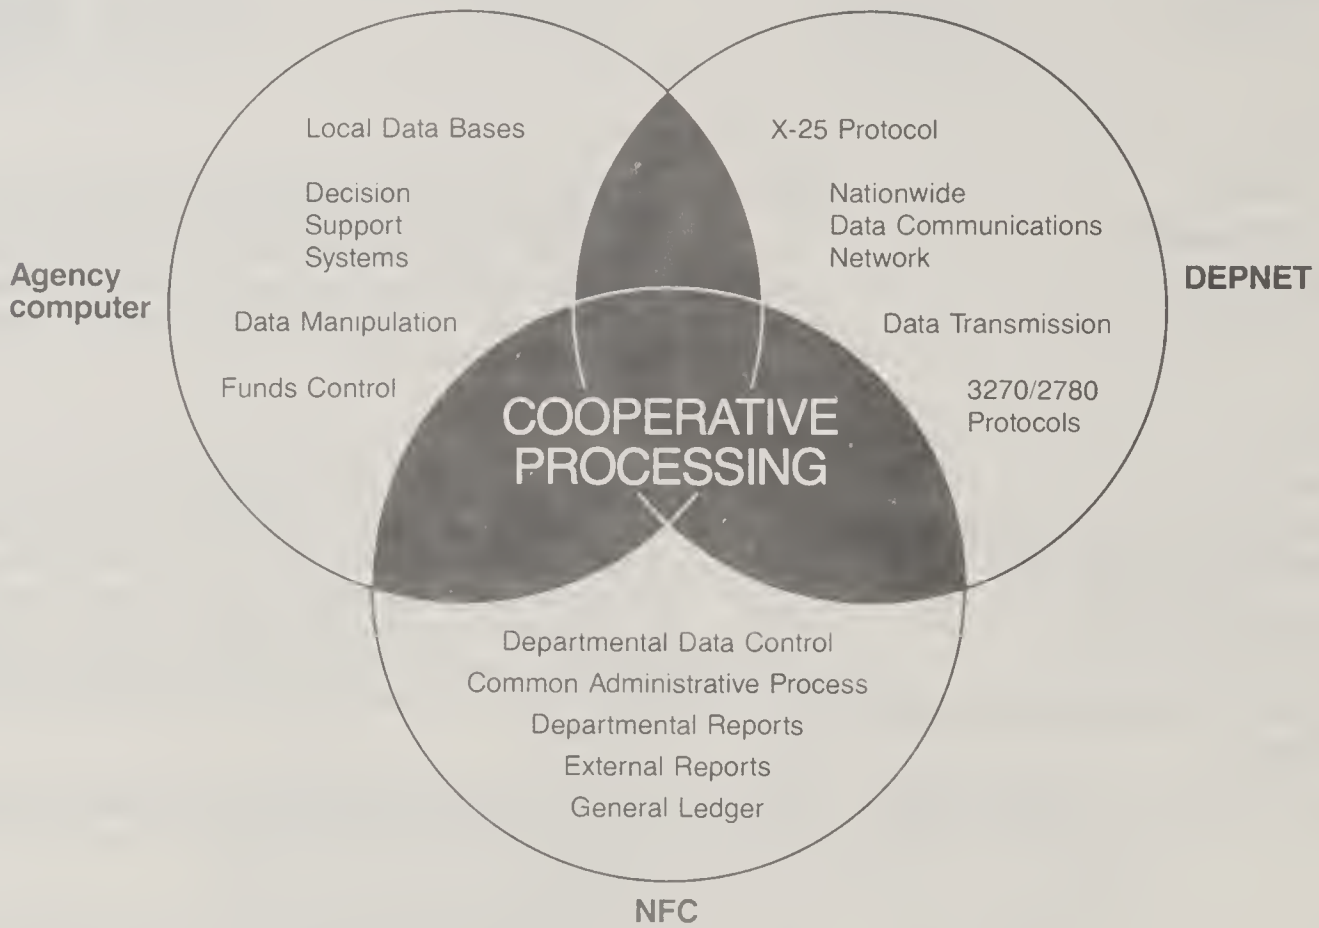 Local Data Bases
Decision
Support
Systems
Agency
computer
Data Manipulation
Funds Control
X-25 Protocol
Nationwide
Data Communications
Network
DEPNET
Data Transmission
3270/2780
Protocols
COOPERATIVE
PROCESSING
Departmental Data Control
Common Administrative Process
Departmental Reports
External Reports
General Ledger
NFC